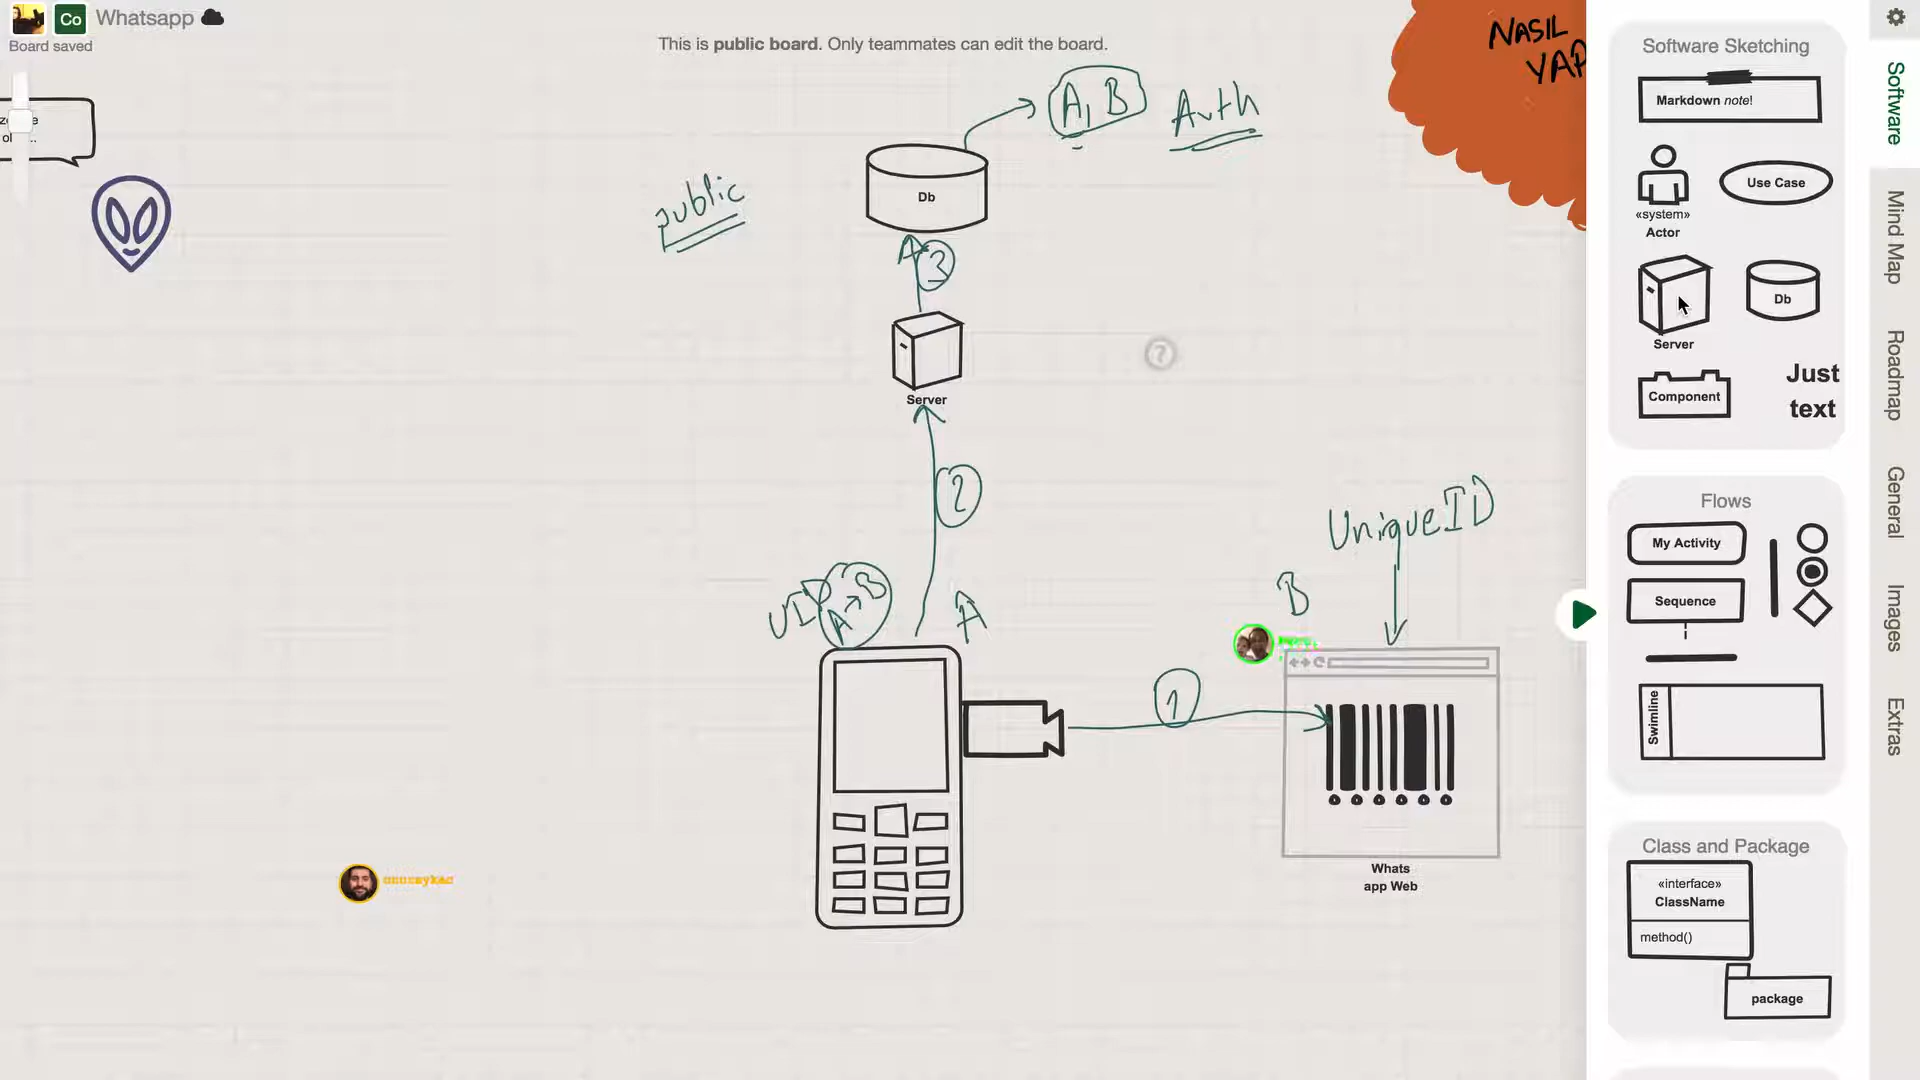 Co Whatsapp
Board saved
This is public board. Only teammates can edit the board.
NASIL
YAP
A, B Auth
public
Db
3
Server
2
UniqueID
UID A → B
A
B
1
Whats
app Web
Software Sketching
Markdown note!
«system»
Actor
Use Case
Server
Db
Component
Just
text
Flows
My Activity
Sequence
Swimline
Class and Package
«interface»
ClassName
method()
package
Software
Mind Map
Roadmap
General
Images
Extras